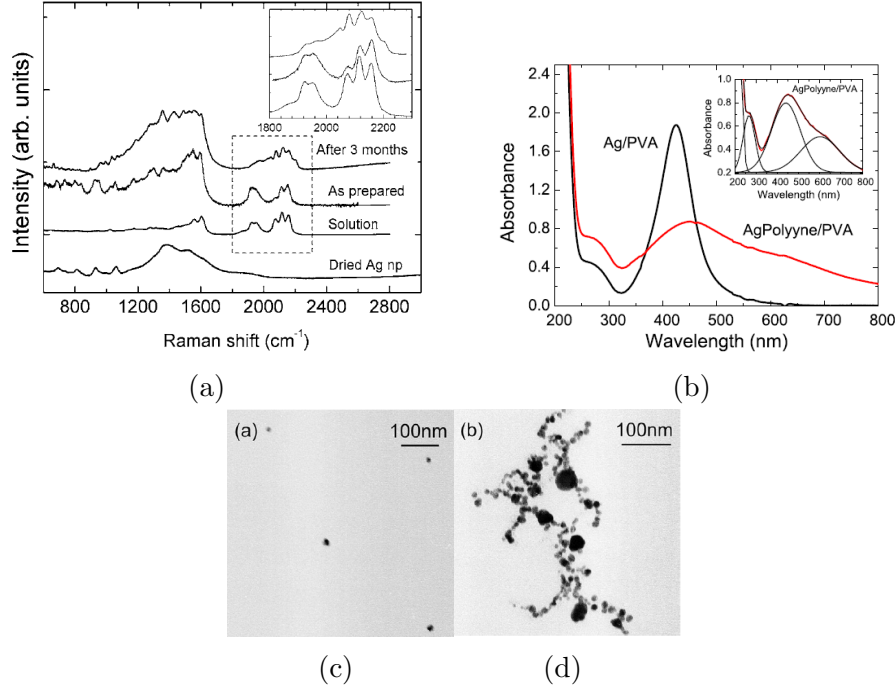 1800 1900 2000 2100 2200
After 3 months
As prepared
Solution
Dried Ag np
Intensity (arb. units)
800 1200 1600 2000 2400 2800
Raman shift (cm-1)
(a)
2.4
2.0
1.6
1.2
0.8
0.4
0.0
Absorbance
Ag/PVA
AgPolyyne/PVA
AgPolyyne/PVA
1.2
1.0
0.8
0.6
0.4
0.2
Absorbance
200 300 400 500 600 700 800
Wavelength (nm)
200 300 400 500 600 700 800
Wavelength (nm)
(b)
(a) 100nm
(b) 100nm
(c) (d)